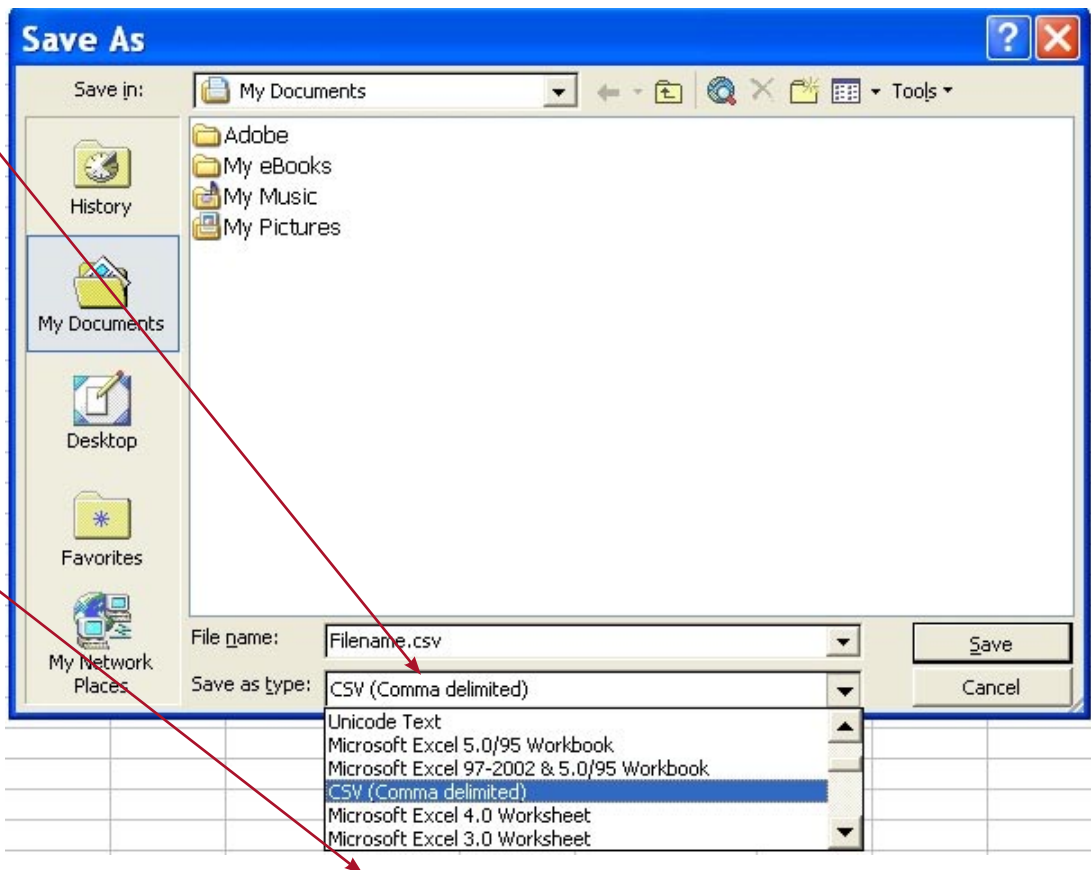 Save As
Save in:
My Documents
Tools
History
My Documents
Desktop
Favorites
My Network
Places
Adobe
My eBooks
My Music
My Pictures
File name:
Filename.csv
Save
Save as type:
CSV (Comma delimited)
Cancel
Unicode Text
Microsoft Excel 5.0/95 Workbook
Microsoft Excel 97-2002 & 5.0/95 Workbook
CSV (Comma delimited)
Microsoft Excel 4.0 Worksheet
Microsoft Excel 3.0 Worksheet